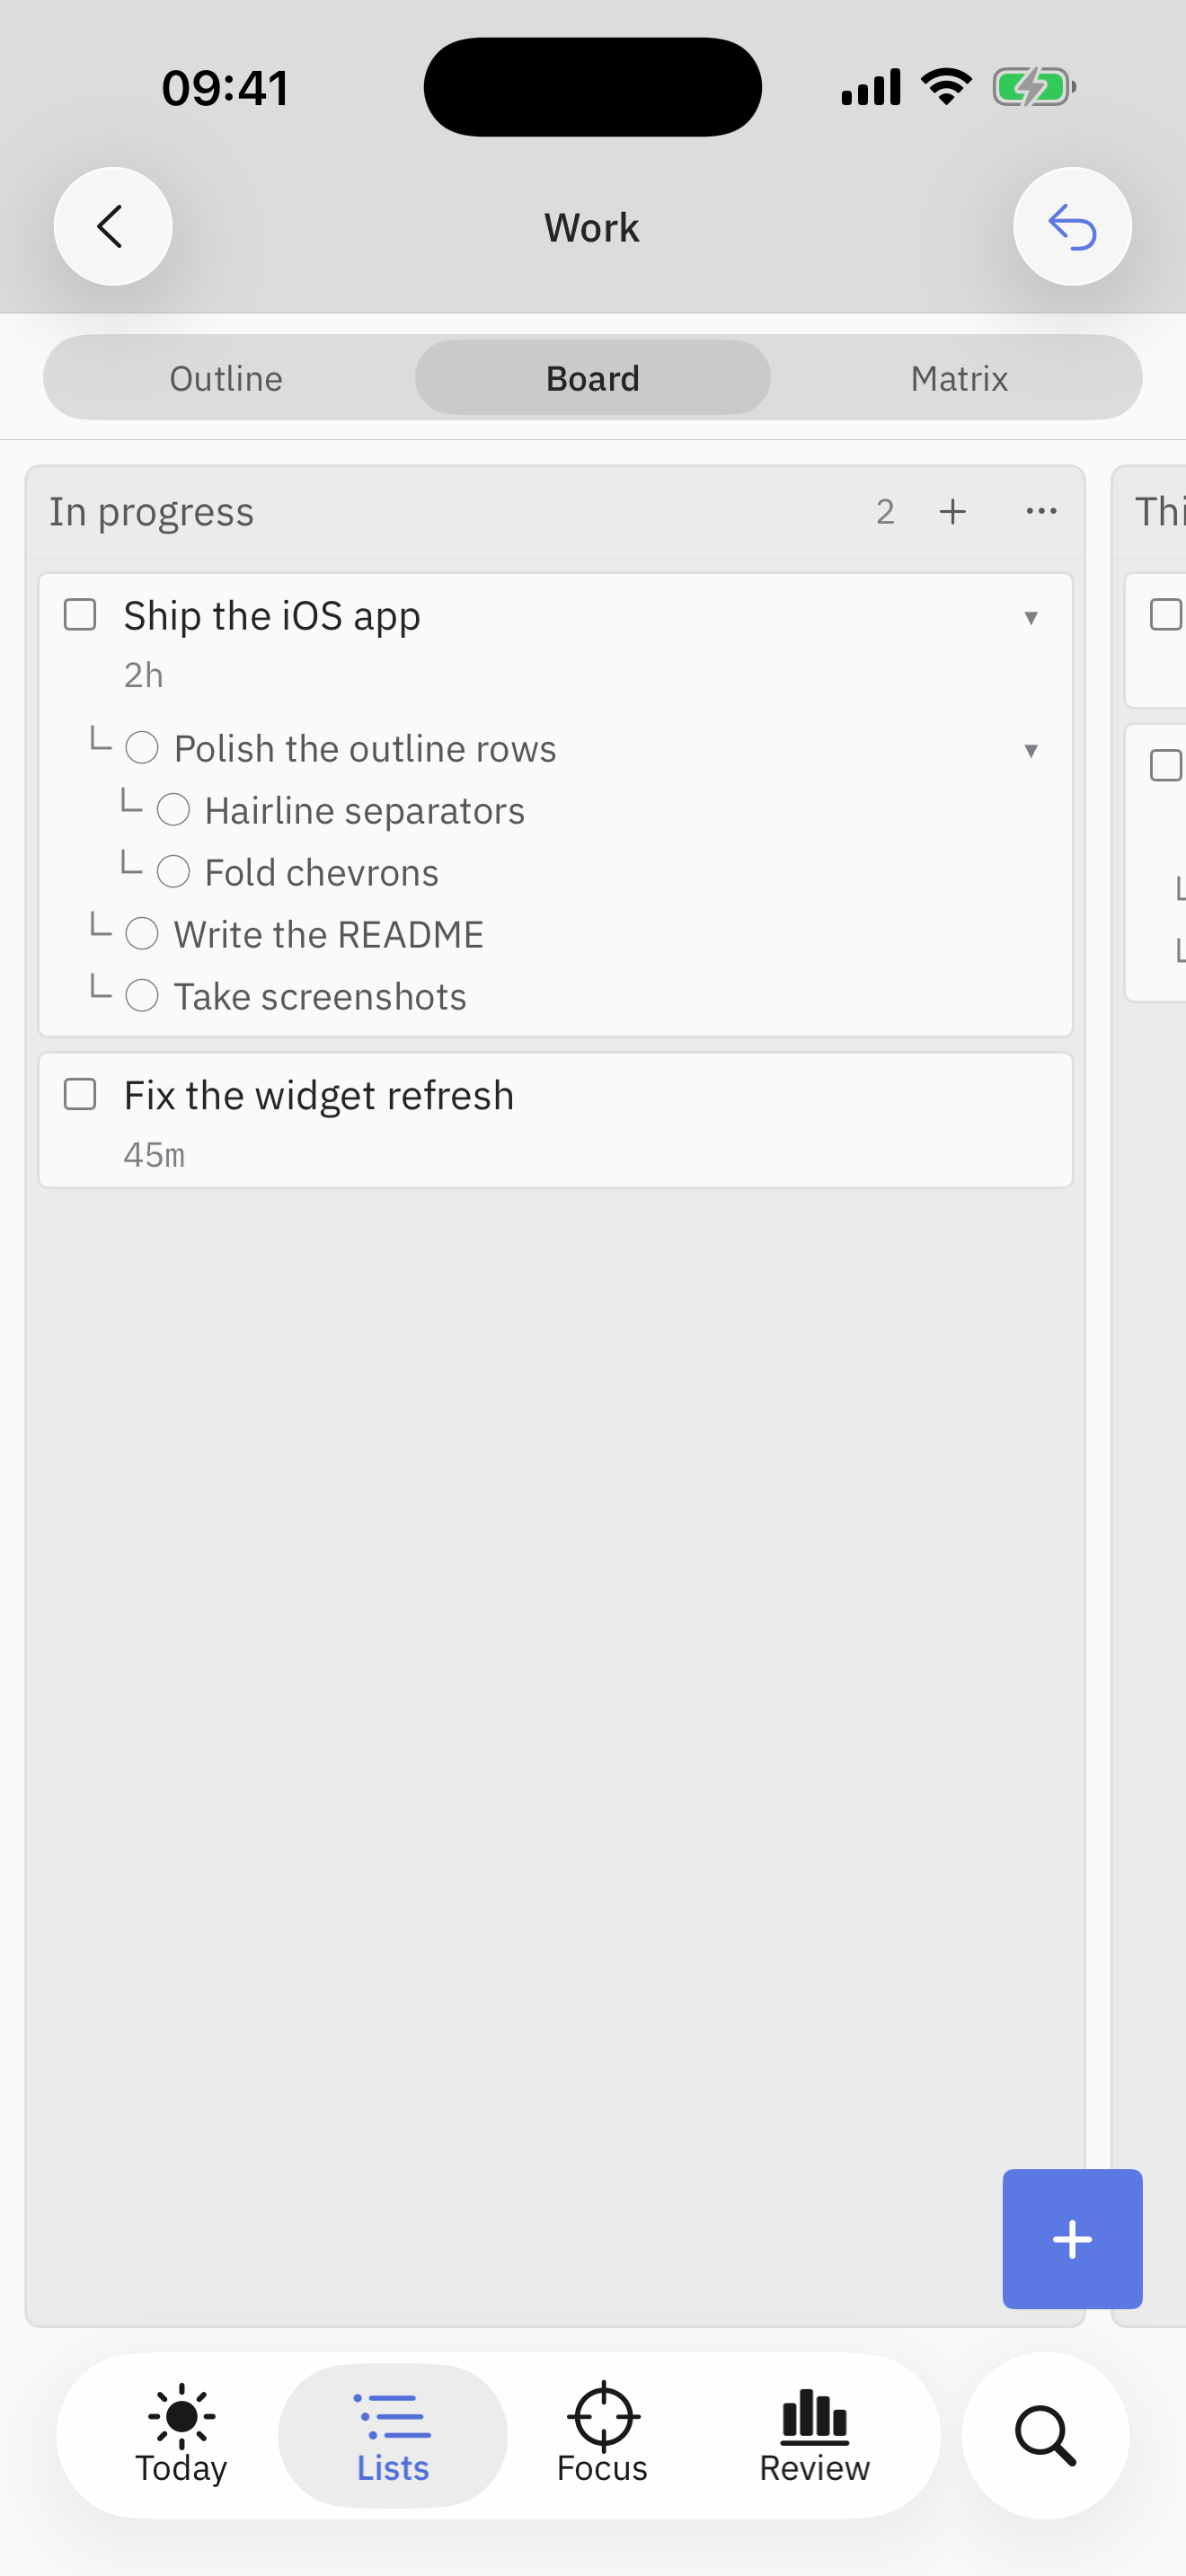 09:41
Work
Outline Board Matrix
In progress 2
Thi
Ship the iOS app
2h
Polish the outline rows
Hairline separators
Fold chevrons
Write the README
Take screenshots
Fix the widget refresh
45m
Today Lists Focus Review